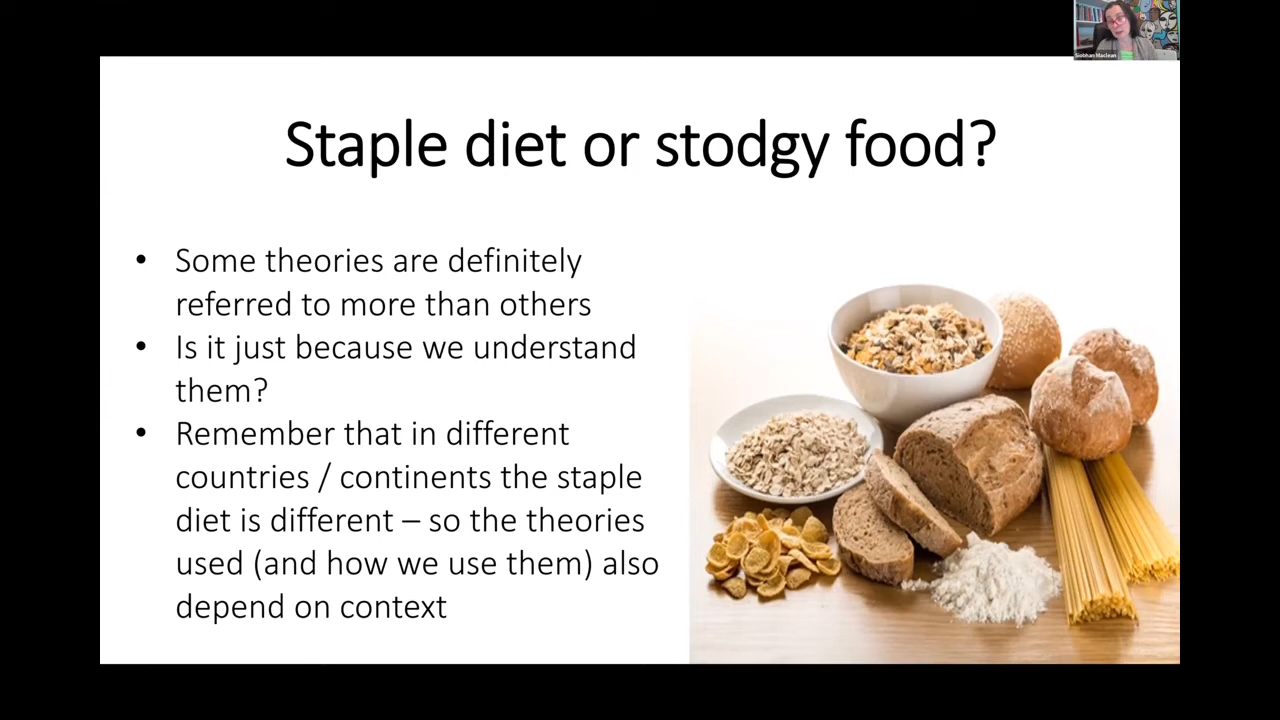 Siobhan Maclean
Staple diet or stodgy food?
• Some theories are definitely
referred to more than others
• Is it just because we understand
them?
• Remember that in different
countries / continents the staple
diet is different – so the theories
used (and how we use them) also
depend on context